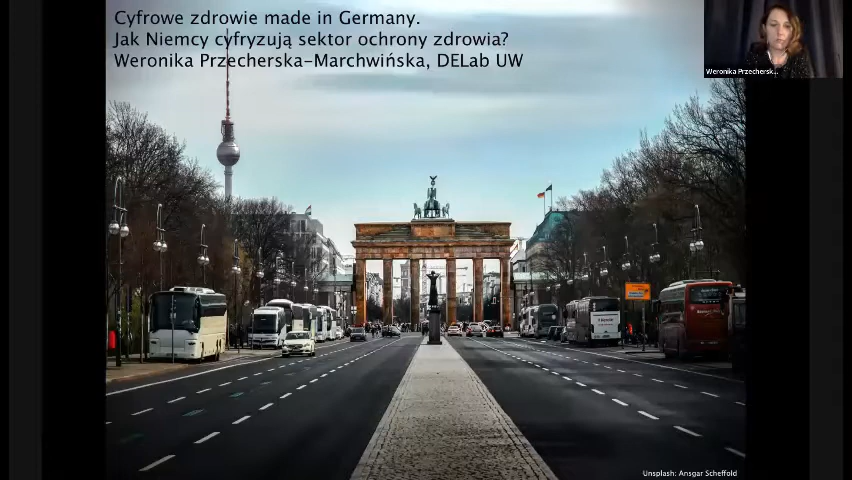 Cyfrowe zdrowie made in Germany.
Jak Niemcy cyfryzują sektor ochrony zdrowia?
Weronika Przecherska-Marchwińska, DELab UW
Weronika Przechersk...
Unsplash: Ansgar Scheffold